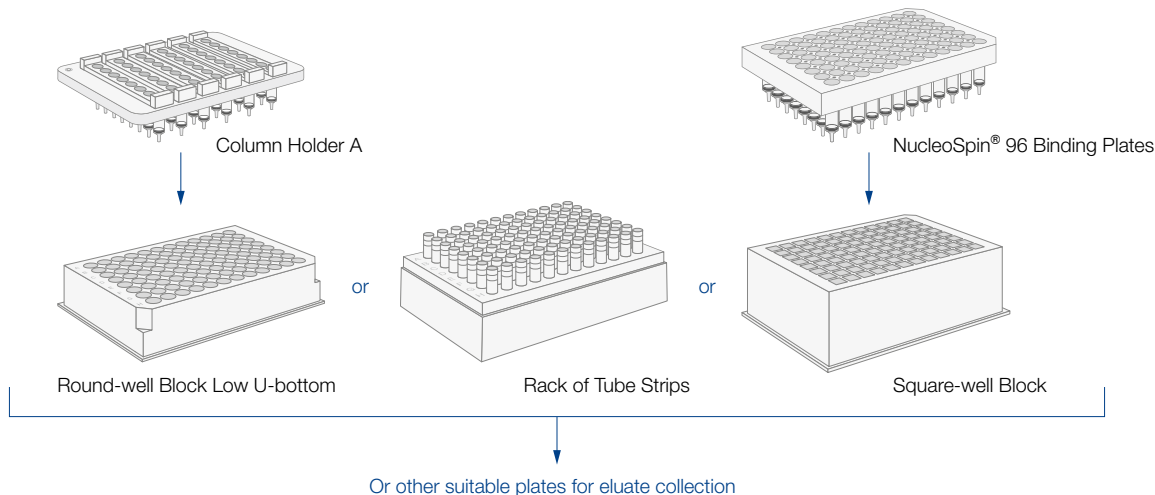 Column Holder A
NucleoSpin® 96 Binding Plates
or
or
Round-well Block Low U-bottom
Rack of Tube Strips
Square-well Block
Or other suitable plates for eluate collection